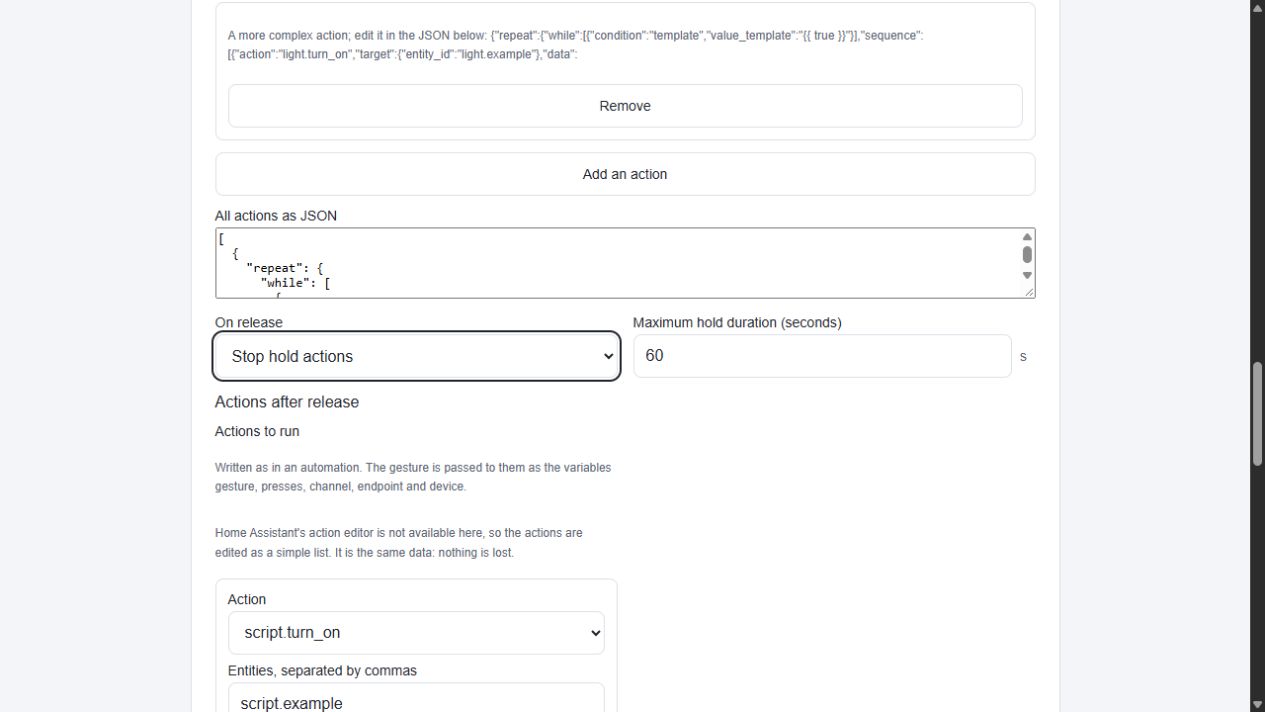 A more complex action; edit it in the JSON below: {"repeat":{"while":[{"condition":"template","value_template":"{{ true }}"}],"sequence":
[{"action":"light.turn_on","target":{"entity_id":"light.example"},"data":
Remove
Add an action
All actions as JSON
[
{
"repeat": {
"while": [
{
On release
Maximum hold duration (seconds)
Stop hold actions
60
s
Actions after release
Actions to run
Written as in an automation. The gesture is passed to them as the variables
gesture, presses, channel, endpoint and device.
Home Assistant's action editor is not available here, so the actions are
edited as a simple list. It is the same data: nothing is lost.
Action
script.turn_on
Entities, separated by commas
script.example